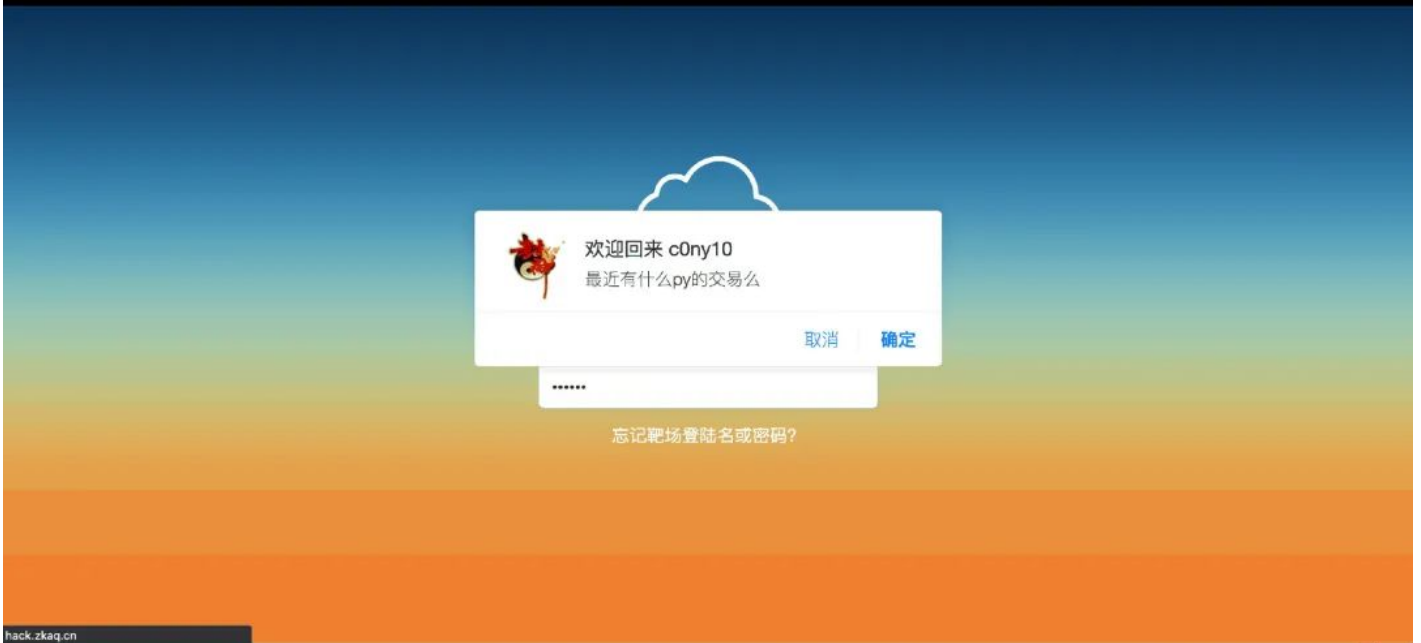 欢迎回来 c0ny10
最近有什么py的交易么
取消 确定
••••••
忘记靶场登陆名或密码?
hack.zkaq.cn